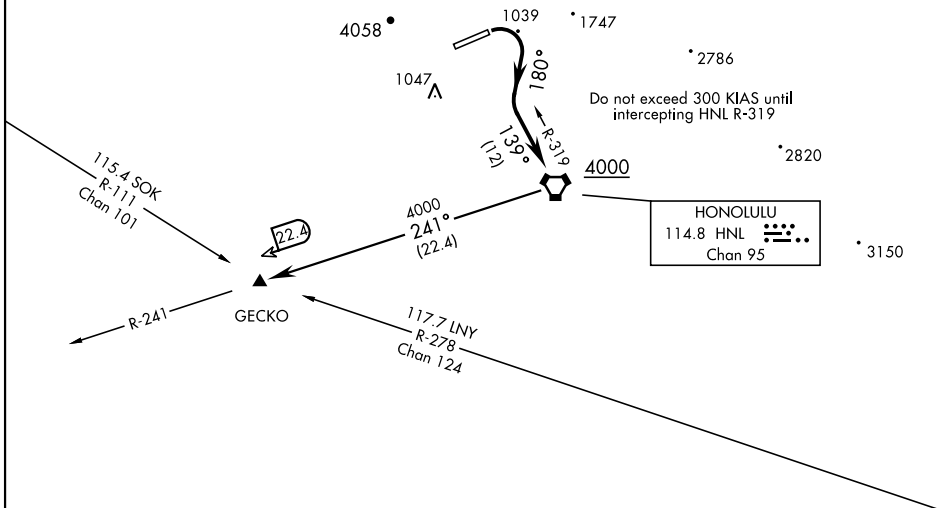 4058
1039
1747
2786
1047
180°
Do not exceed 300 KIAS until
intercepting HNL R-319
R-319
139°
(12)
2820
4000
115.4 SOK
R-111
Chan 101
4000
241°
(22.4)
HONOLULU
114.8 HNL
Chan 95
3150
22.4
GECKO
R-241
117.7 LNY
R-278
Chan 124